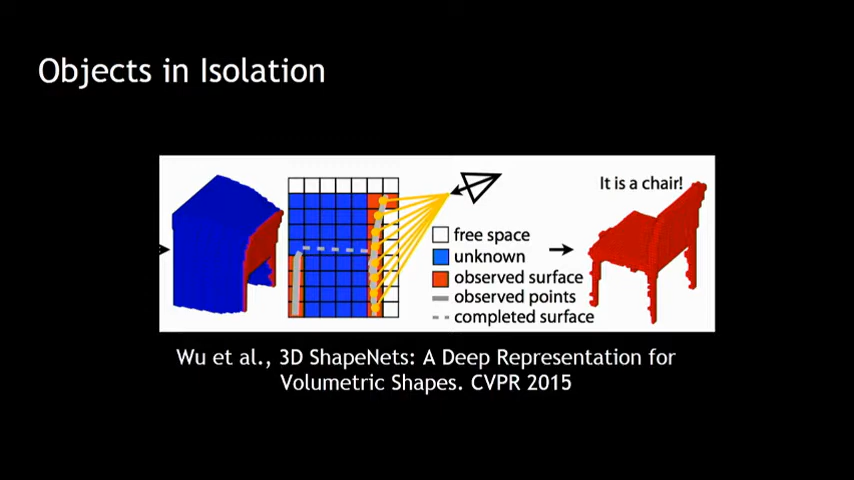 Objects in Isolation
It is a chair!
free space
unknown
observed surface
observed points
completed surface
Wu et al., 3D ShapeNets: A Deep Representation for
Volumetric Shapes. CVPR 2015